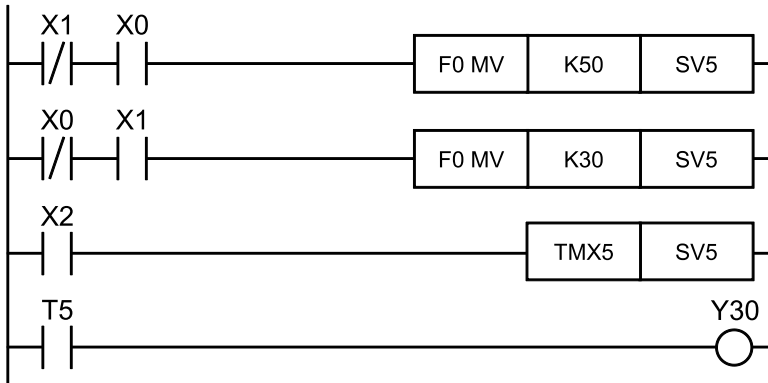 X1 X0
F0 MV K50 SV5
X0 X1
F0 MV K30 SV5
X2
TMX5 SV5
T5 Y30